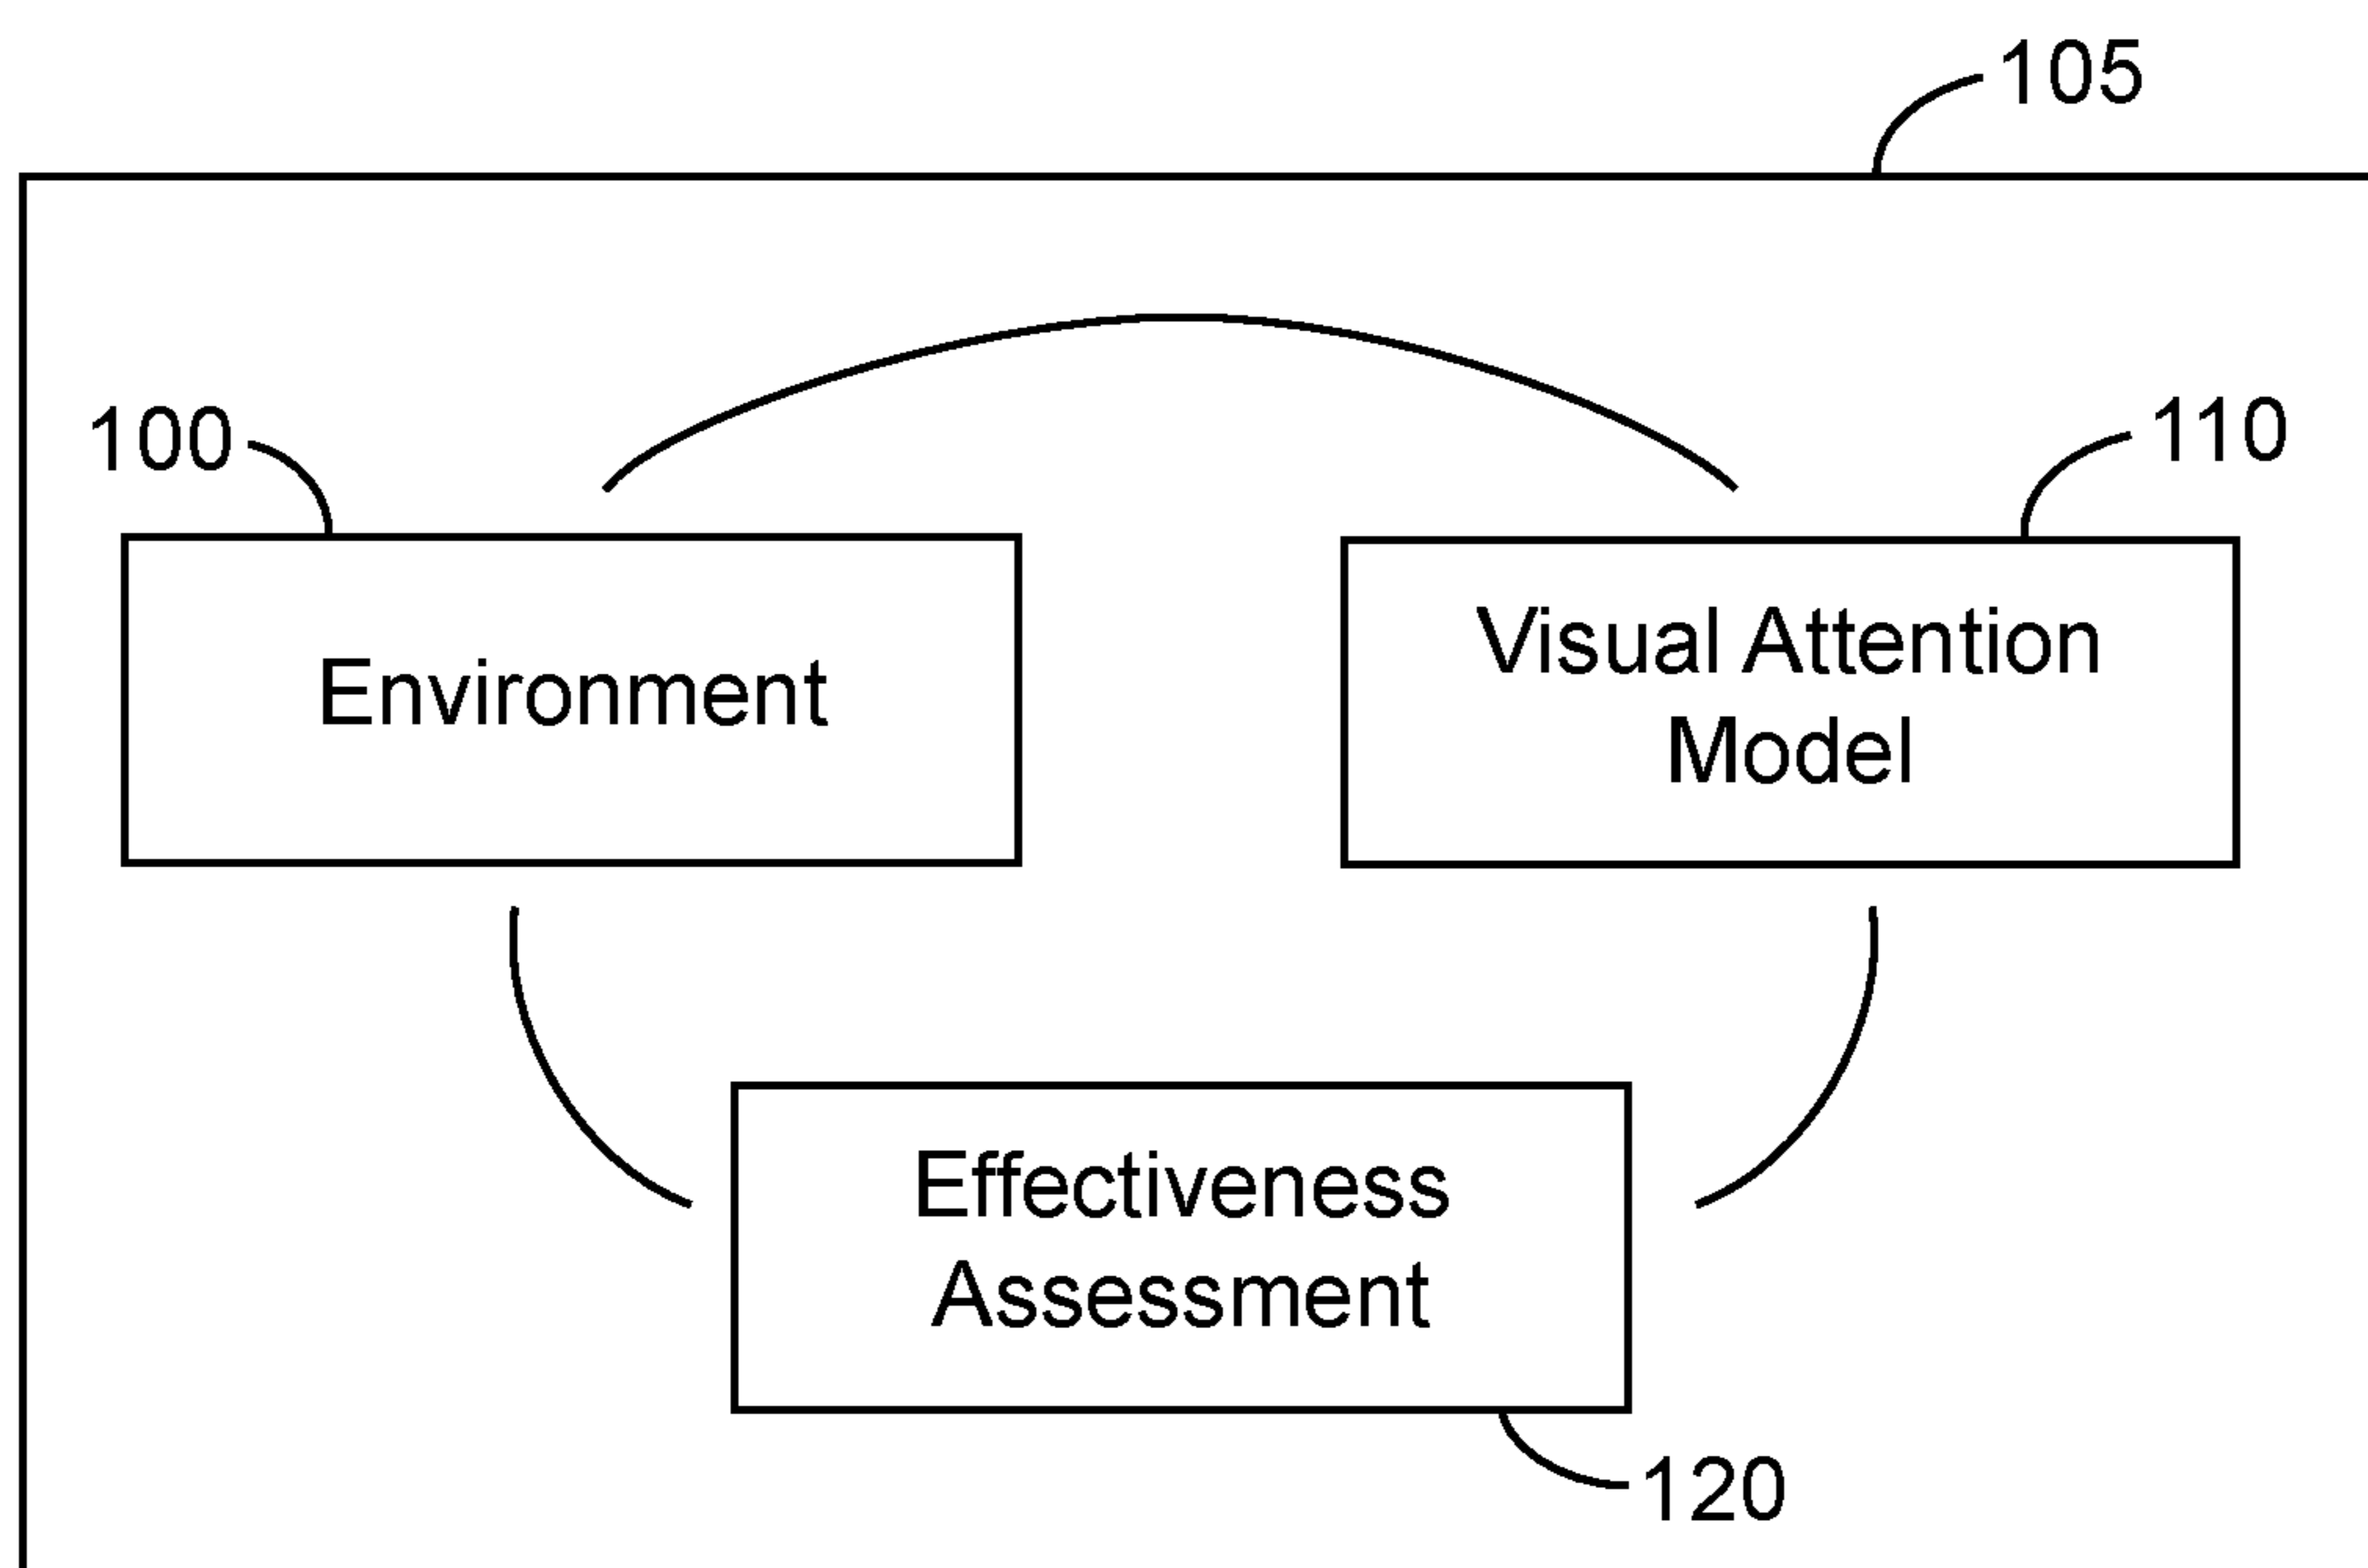 105
100
110
Environment
Visual Attention
Model
Effectiveness
Assessment
120